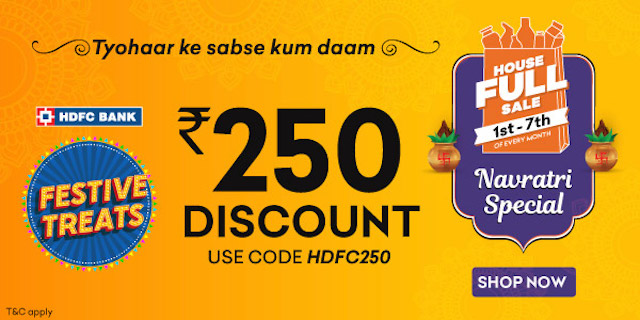 Tyohaar ke sabse kum daam
HDFC BANK
FESTIVE
TREATS
₹250
DISCOUNT
USE CODE HDFC250
HOUSE
FULL
SALE
1st - 7th
OF EVERY MONTH
Navratri
Special
SHOP NOW
T&C apply